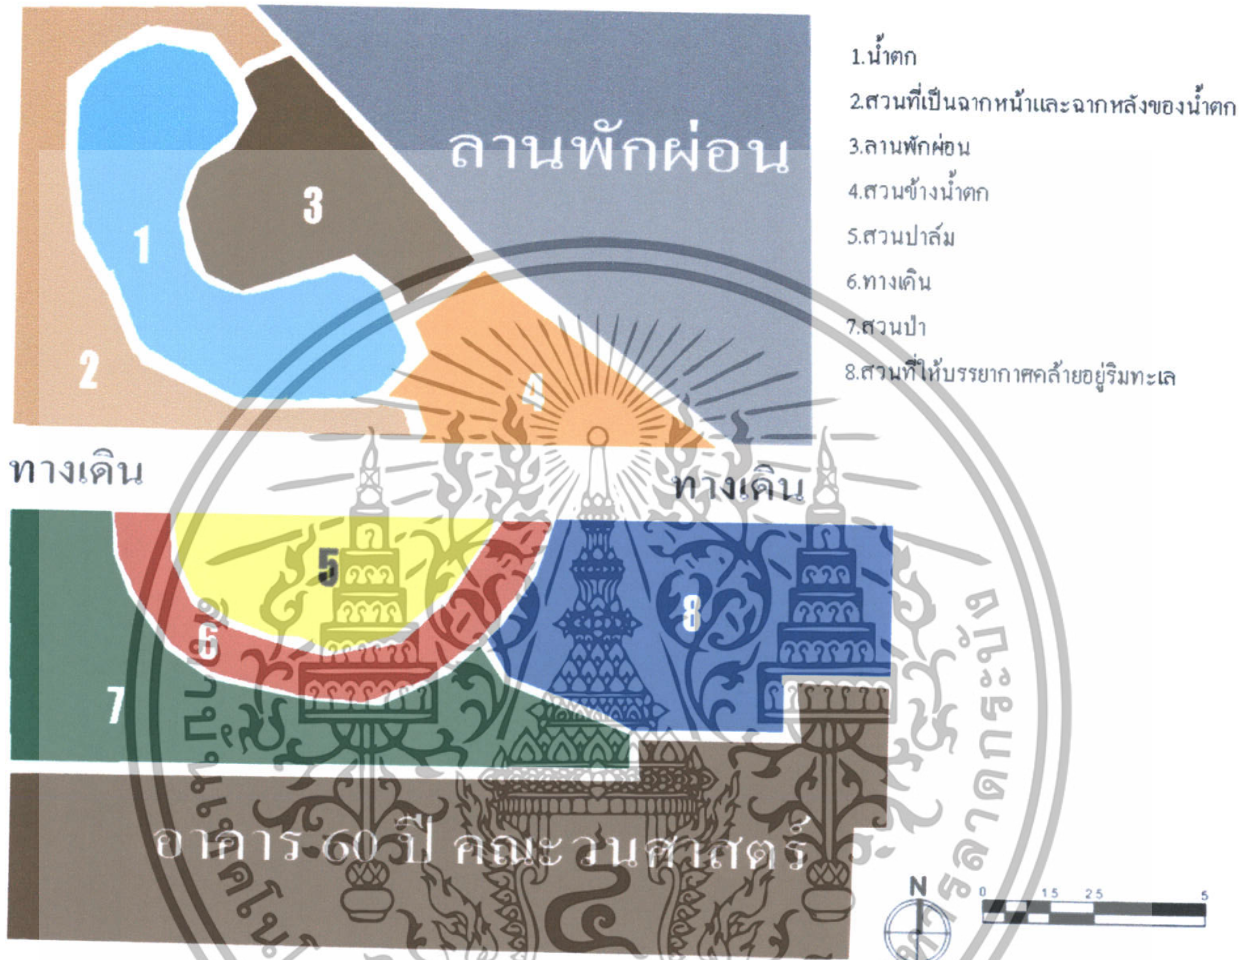 1.น้ำตก
2.สวนที่เป็นฉากหน้าและฉากหลังของน้ำตก
3.ลานพักผ่อน
4.สวนข้างน้ำตก
5.สวนปาล์ม
6.ทางเดิน
7.สวนป่า
8.สวนที่ให้บรรยากาศคล้ายอยู่ริมทะเล
ลานพักผ่อน
1
3
2
4
ทางเดิน
ทางเดิน
5
6
8
7
อาคาร 60 ปี คณะวนศาสตร์
N
0 1.5 2.5 5